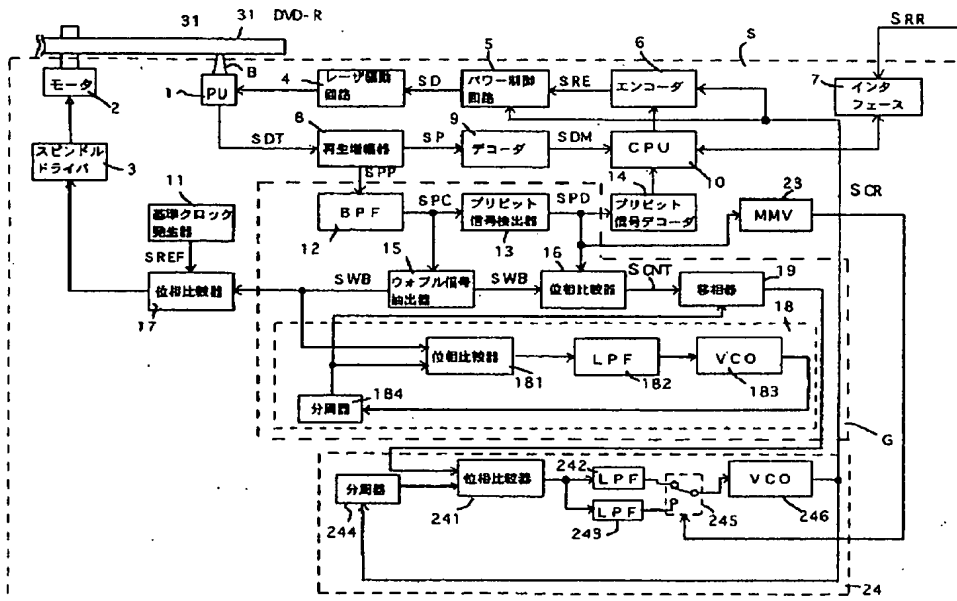 31
31
DVD-R
SRR
S
モータ
2
B
PU
1
4
レーザ駆動
回路
SD
5
パワー制御
回路
SRE
6
エンコーダ
7
インタ
フェース
スピンドル
ドライバ
3
SDT
8
再生増幅器
SP
9
デコーダ
SDM
CPU
10
SPP
SCR
11
基準クロック
発生器
BPF
12
SPC
プリピット
信号検出器
13
SPD
14
プリピット
信号デコーダ
23
MMV
SREF
位相比較器
17
SWB
15
ウォブル信号
抽出器
SWB
16
位相比較器
SCNT
移相器
19
18
位相比較器
181
LPF
182
VCO
183
分周器
184
G
分周器
244
位相比較器
241
242
LPF
LPF
243
245
VCO
246
24